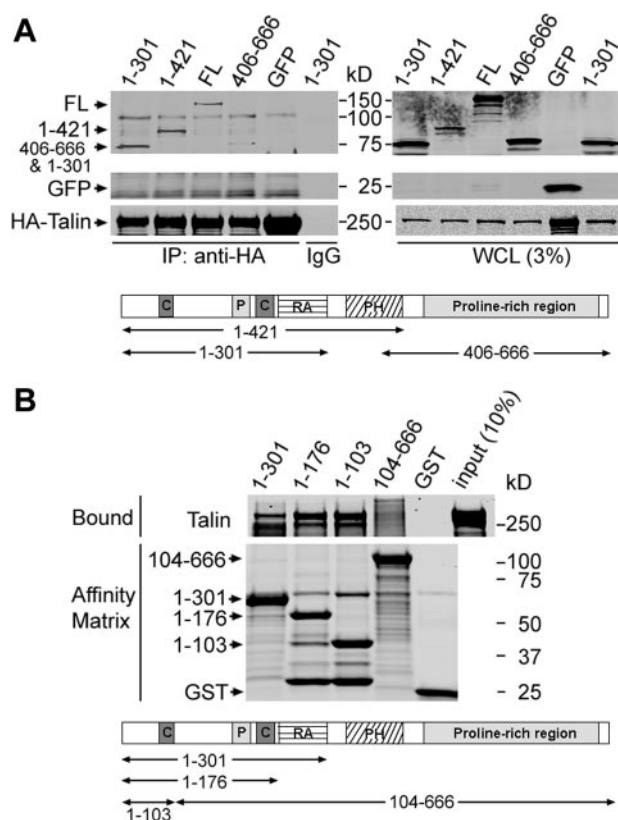 A
1-301 1-421 FL 406-666 GFP 1-301 kD 1-301 1-421 FL 406-666 GFP 1-301
FL 150
100
1-421
406-666 75
& 1-301
GFP 25
HA-Talin 250
IP: anti-HA IgG WCL (3%)
C P C RA PH Proline-rich region
1-421
1-301 406-666
B
1-301 1-176 1-103 104-666 GST input (10%)
kD
Bound Talin 250
104-666 100
75
Affinity 1-301
Matrix 1-176 50
1-103 37
GST 25
C P C RA PH Proline-rich region
1-301
1-176
1-103 104-666